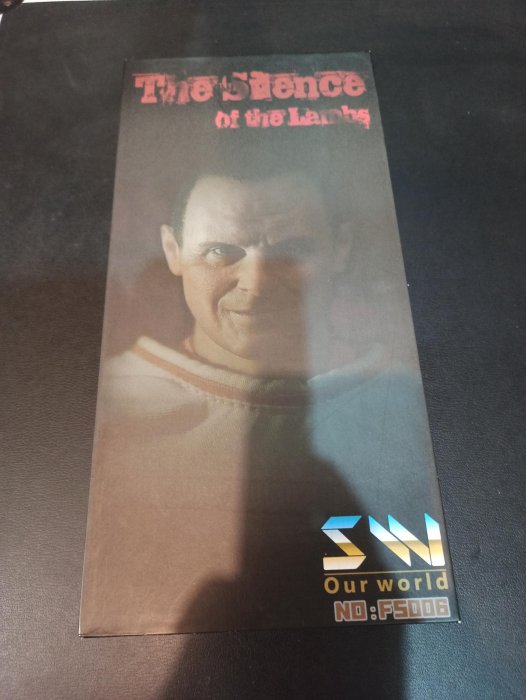 The Silence
of the Lambs
SW
Our world
NO:FS006